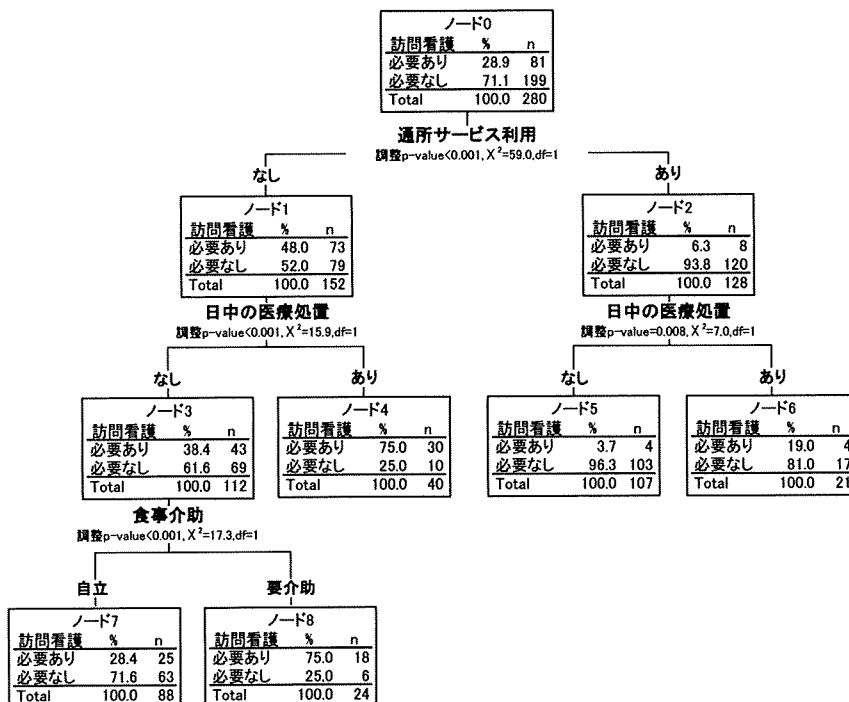 ノード0
訪問看護 % n
必要あり 28.9 81
必要なし 71.1 199
Total 100.0 280
通所サービス利用
調整p-value<0.001, X²=59.0,df=1
なし
あり
ノード1
訪問看護 % n
必要あり 48.0 73
必要なし 52.0 79
Total 100.0 152
ノード2
訪問看護 % n
必要あり 6.3 8
必要なし 93.8 120
Total 100.0 128
日中の医療処置
調整p-value<0.001, X²=15.9,df=1
日中の医療処置
調整p-value=0.008, X²=7.0,df=1
なし
あり
なし
あり
ノード3
訪問看護 % n
必要あり 38.4 43
必要なし 61.6 69
Total 100.0 112
ノード4
訪問看護 % n
必要あり 75.0 30
必要なし 25.0 10
Total 100.0 40
ノード5
訪問看護 % n
必要あり 3.7 4
必要なし 96.3 103
Total 100.0 107
ノード6
訪問看護 % n
必要あり 19.0 4
必要なし 81.0 17
Total 100.0 21
食事介助
調整p-value<0.001, X²=17.3,df=1
自立
要介助
ノード7
訪問看護 % n
必要あり 28.4 25
必要なし 71.6 63
Total 100.0 88
ノード8
訪問看護 % n
必要あり 75.0 18
必要なし 25.0 6
Total 100.0 24